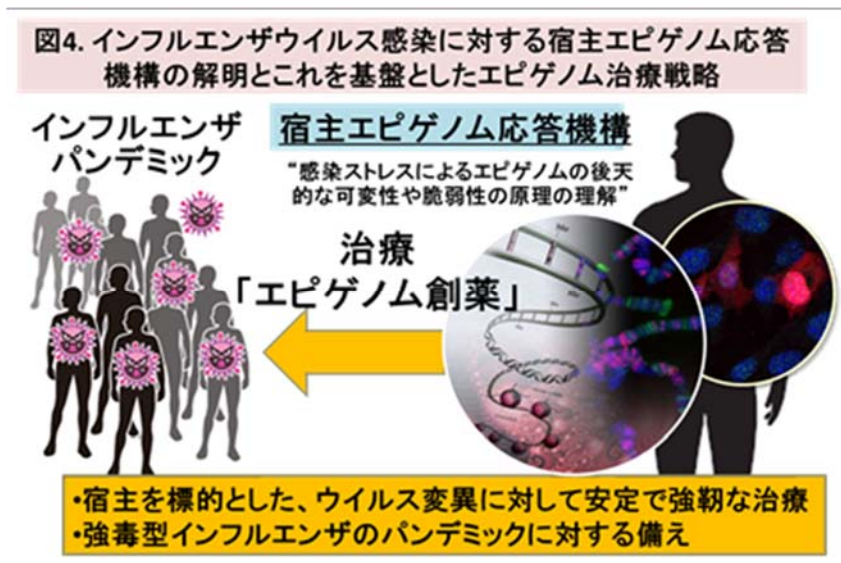 図4. インフルエンザウイルス感染に対する宿主エピゲノム応答
機構の解明とこれを基盤としたエピゲノム治療戦略
インフルエンザ
パンデミック
宿主エピゲノム応答機構
“感染ストレスによるエピゲノムの後天
的な可変性や脆弱性の原理の理解”
治療
「エピゲノム創薬」
・宿主を標的とした、ウイルス変異に対して安定で強靭な治療
・強毒型インフルエンザのパンデミックに対する備え